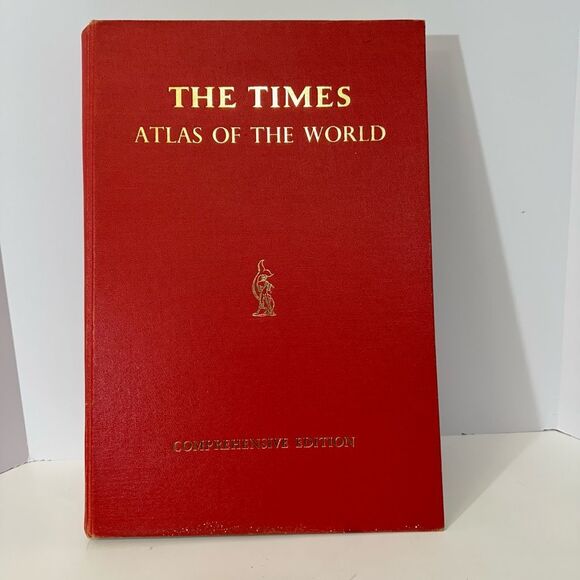 THE TIMES
ATLAS OF THE WORLD
COMPREHENSIVE EDITION